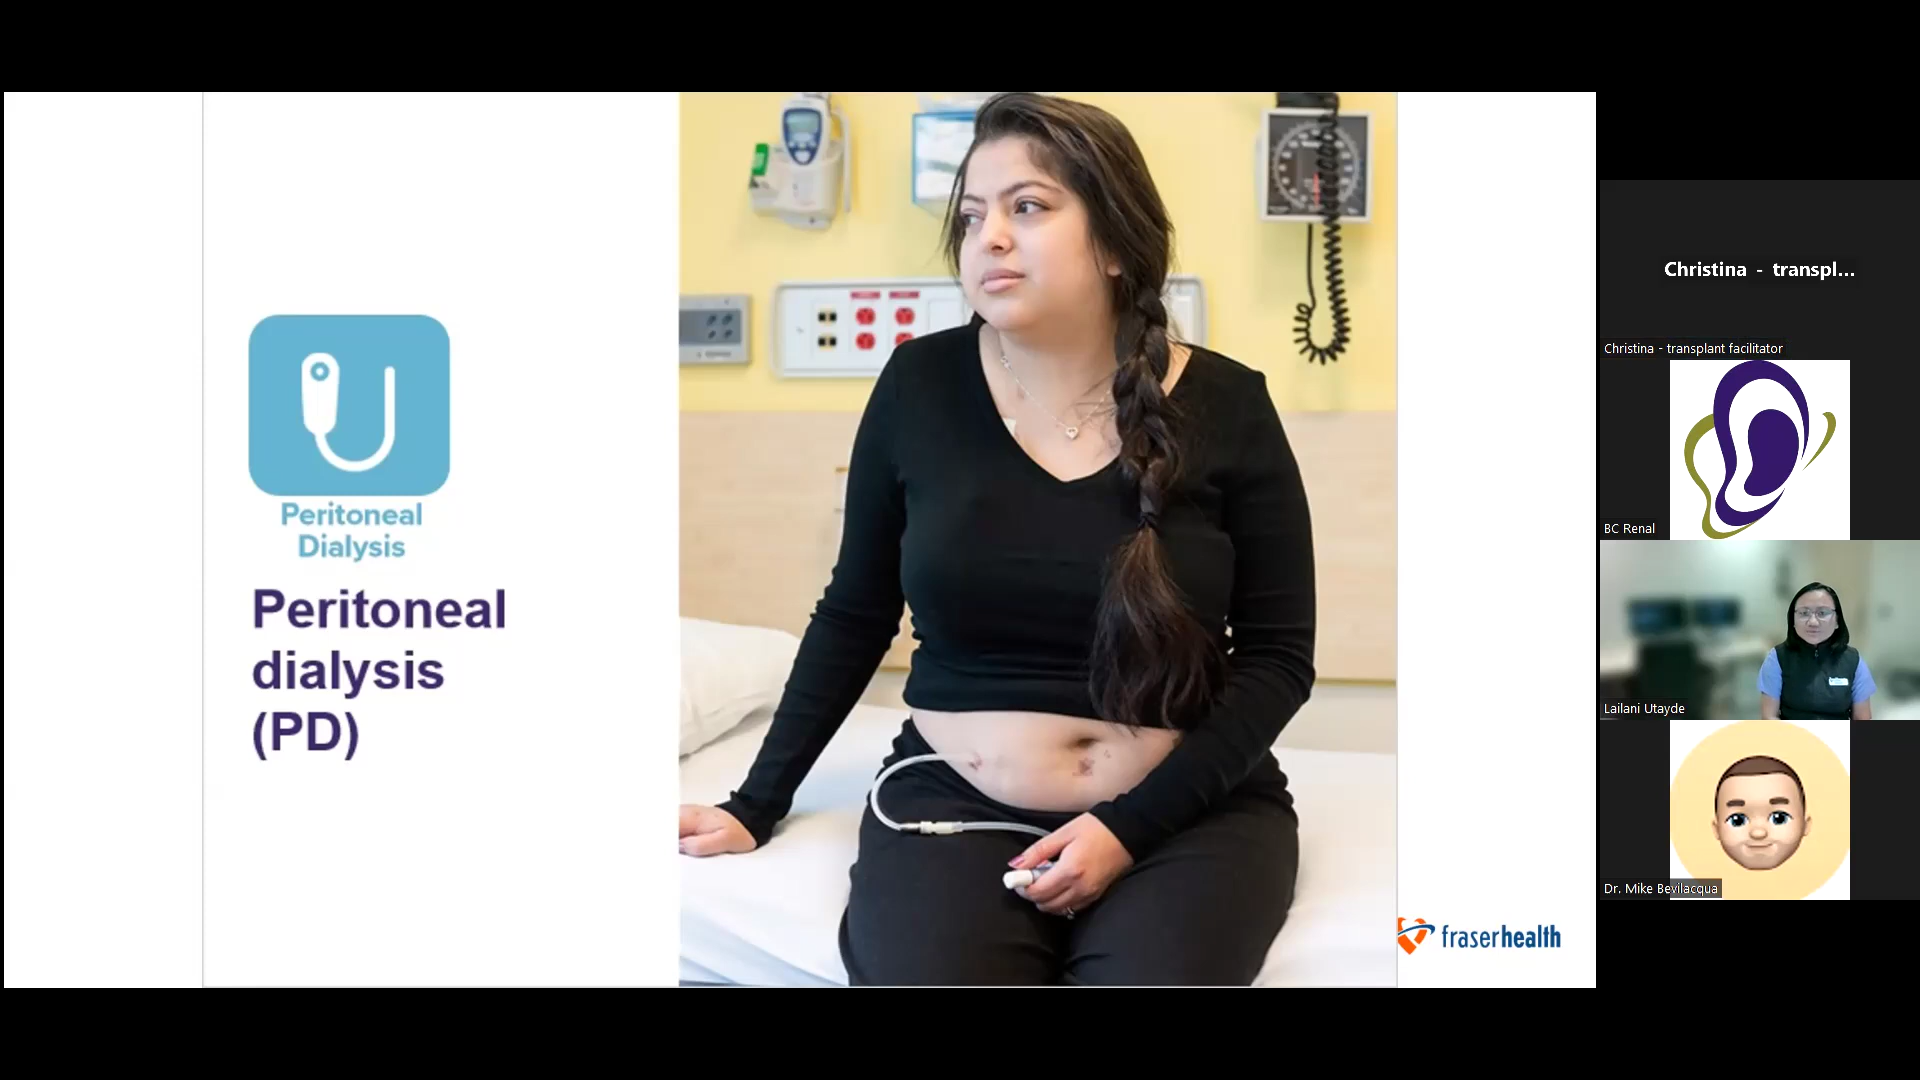 Peritoneal
Dialysis
Peritoneal
dialysis
(PD)
fraserhealth
Christina - transpl...
Christina - transplant facilitator
BC Renal
Lailani Utayde
Dr. Mike Bevilacqua